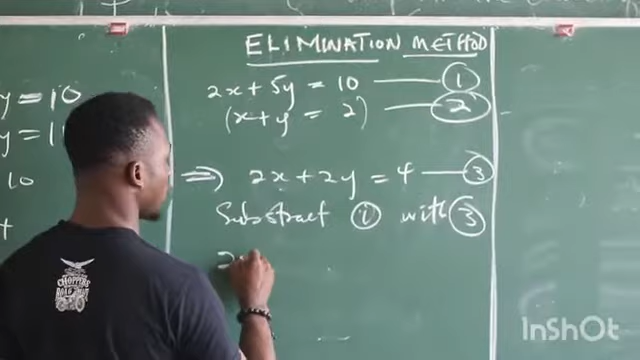 ELIMINATION METHOD
2x + 5y = 10 —— ①
(x + y = 2) —— ②
⇒ 2x + 2y = 4 —— ③
Substract ① with ③
y = 10
y = 1
10
CHOPPERS
InShOt